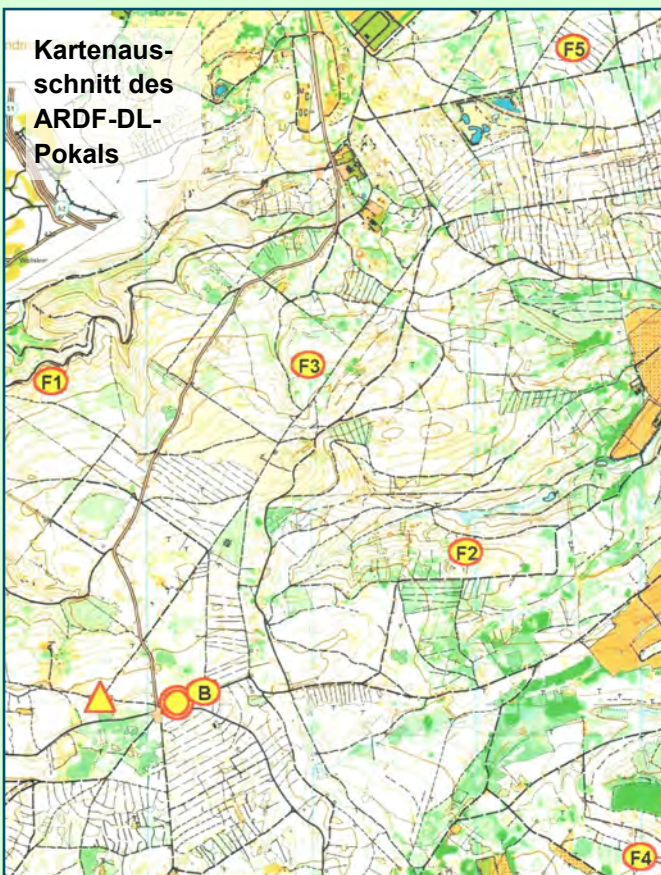 Kartenaus-
schnitt des
ARDF-DL-
Pokals
F5
F1
F3
F2
B
F4